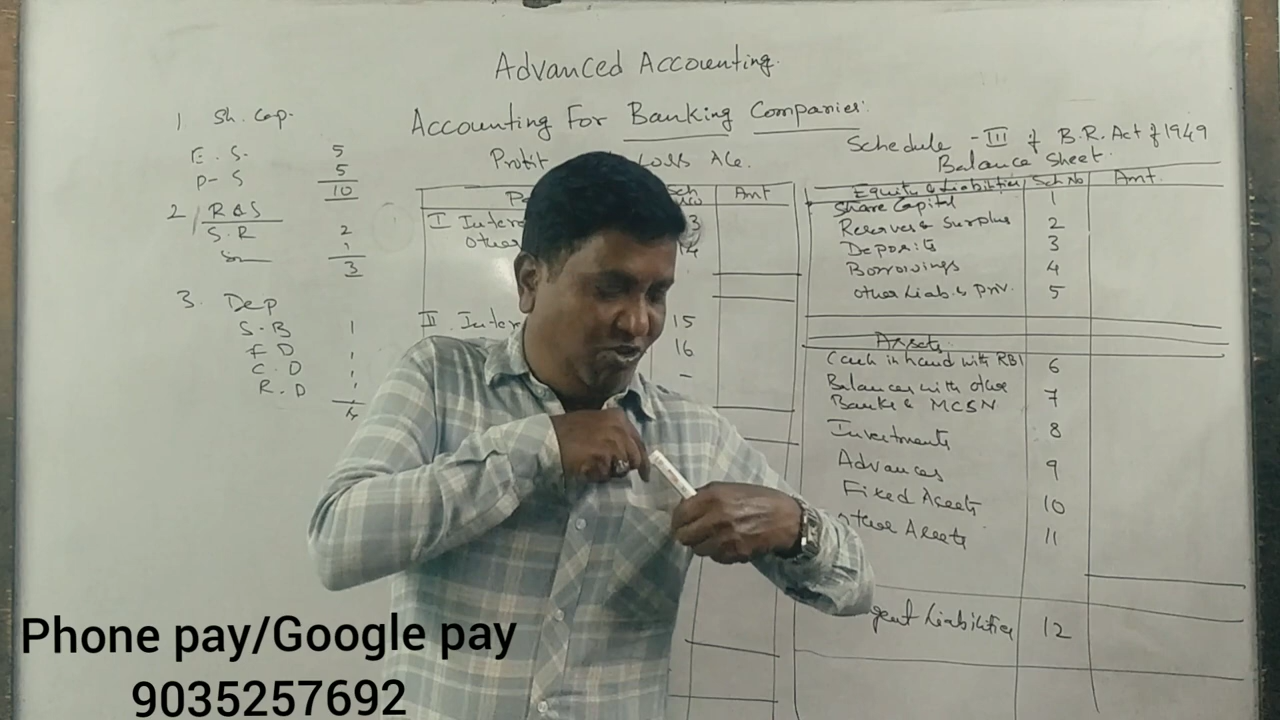 Advanced Accounting.
Accounting For Banking Companies:
1 Sh. Cap.
E. S. 5
P- S 5
10
2 R & S
S. R 2
1
3
3. Dep
S. B 1
F D 1
C. D 1
R. D 1
4
Profit Loss A/c.
Sch Amt
I Inter 13
Other 14
II. Inter 15
16
-
Schedule - III of B.R. Act of 1949
Balance Sheet.
Equity & Liabilities Sch No Amt.
Share Capital 1
Reserves & Surplus 2
Deposits 3
Borrowings 4
Other Liab. & prv. 5
Assets
Cash in hand with RBI 6
Balances with other
Banks & MCSN 7
Investments 8
Advances 9
Fixed Assets 10
Other Assets 11
gent Liabilities 12
Phone pay/Google pay
9035257692